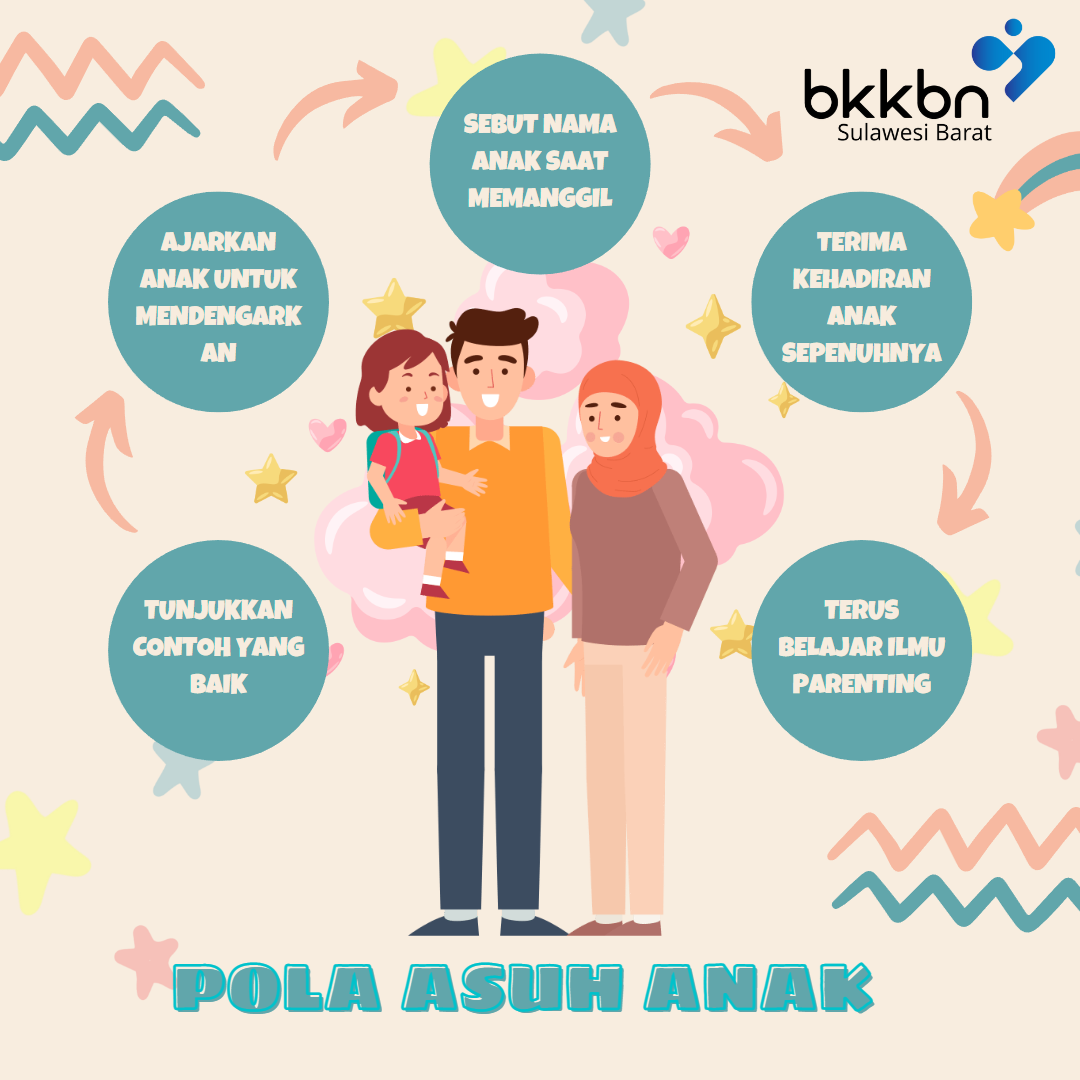 bkkbn
Sulawesi Barat
SEBUT NAMA
ANAK SAAT
MEMANGGIL
TERIMA
KEHADIRAN
ANAK
SEPENUHNYA
TERUS
BELAJAR ILMU
PARENTING
TUNJUKKAN
CONTOH YANG
BAIK
AJARKAN
ANAK UNTUK
MENDENGARK
AN
POLA ASUH ANAK